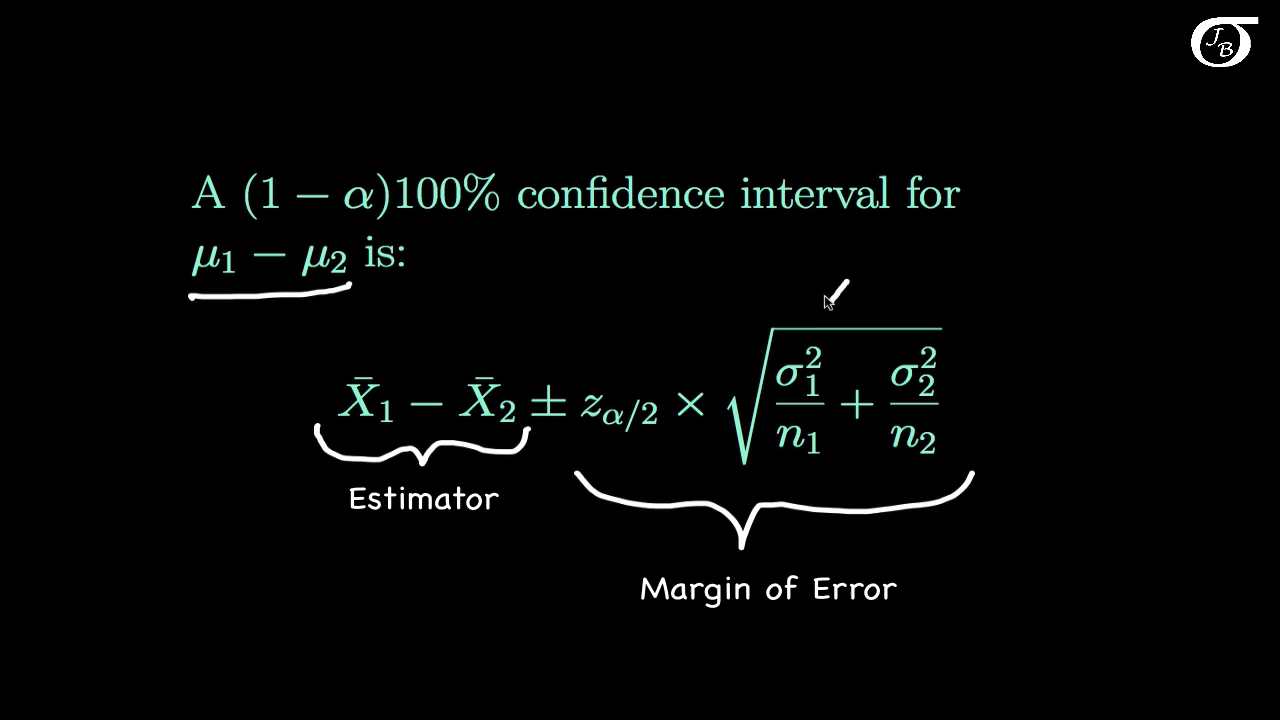 J B
A (1 − α)100% confidence interval for
μ₁ − μ₂ is:
X̄₁ − X̄₂ ± z_{α/2} × √(σ₁²/n₁ + σ₂²/n₂)
Estimator
Margin of Error